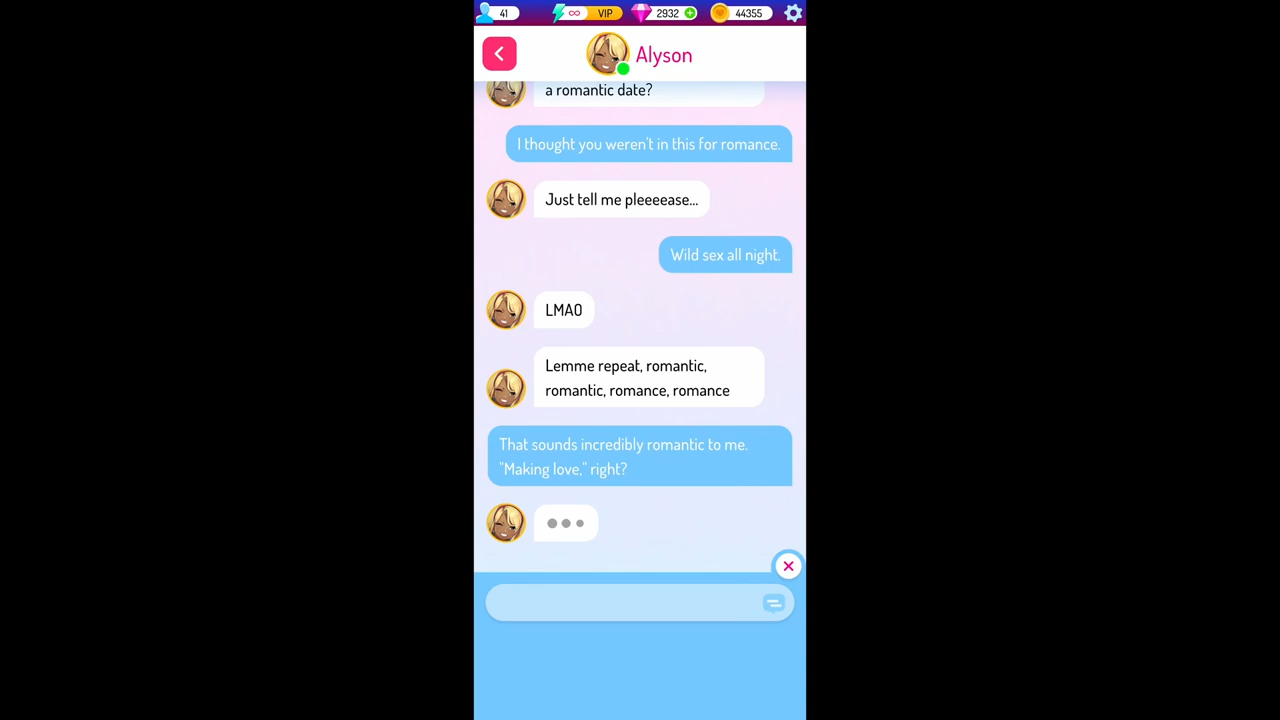 41
∞
VIP
2932
44355
Alyson
a romantic date?
I thought you weren't in this for romance.
Just tell me pleeeease...
Wild sex all night.
LMAO
Lemme repeat, romantic,
romantic, romance, romance
That sounds incredibly romantic to me.
"Making love," right?